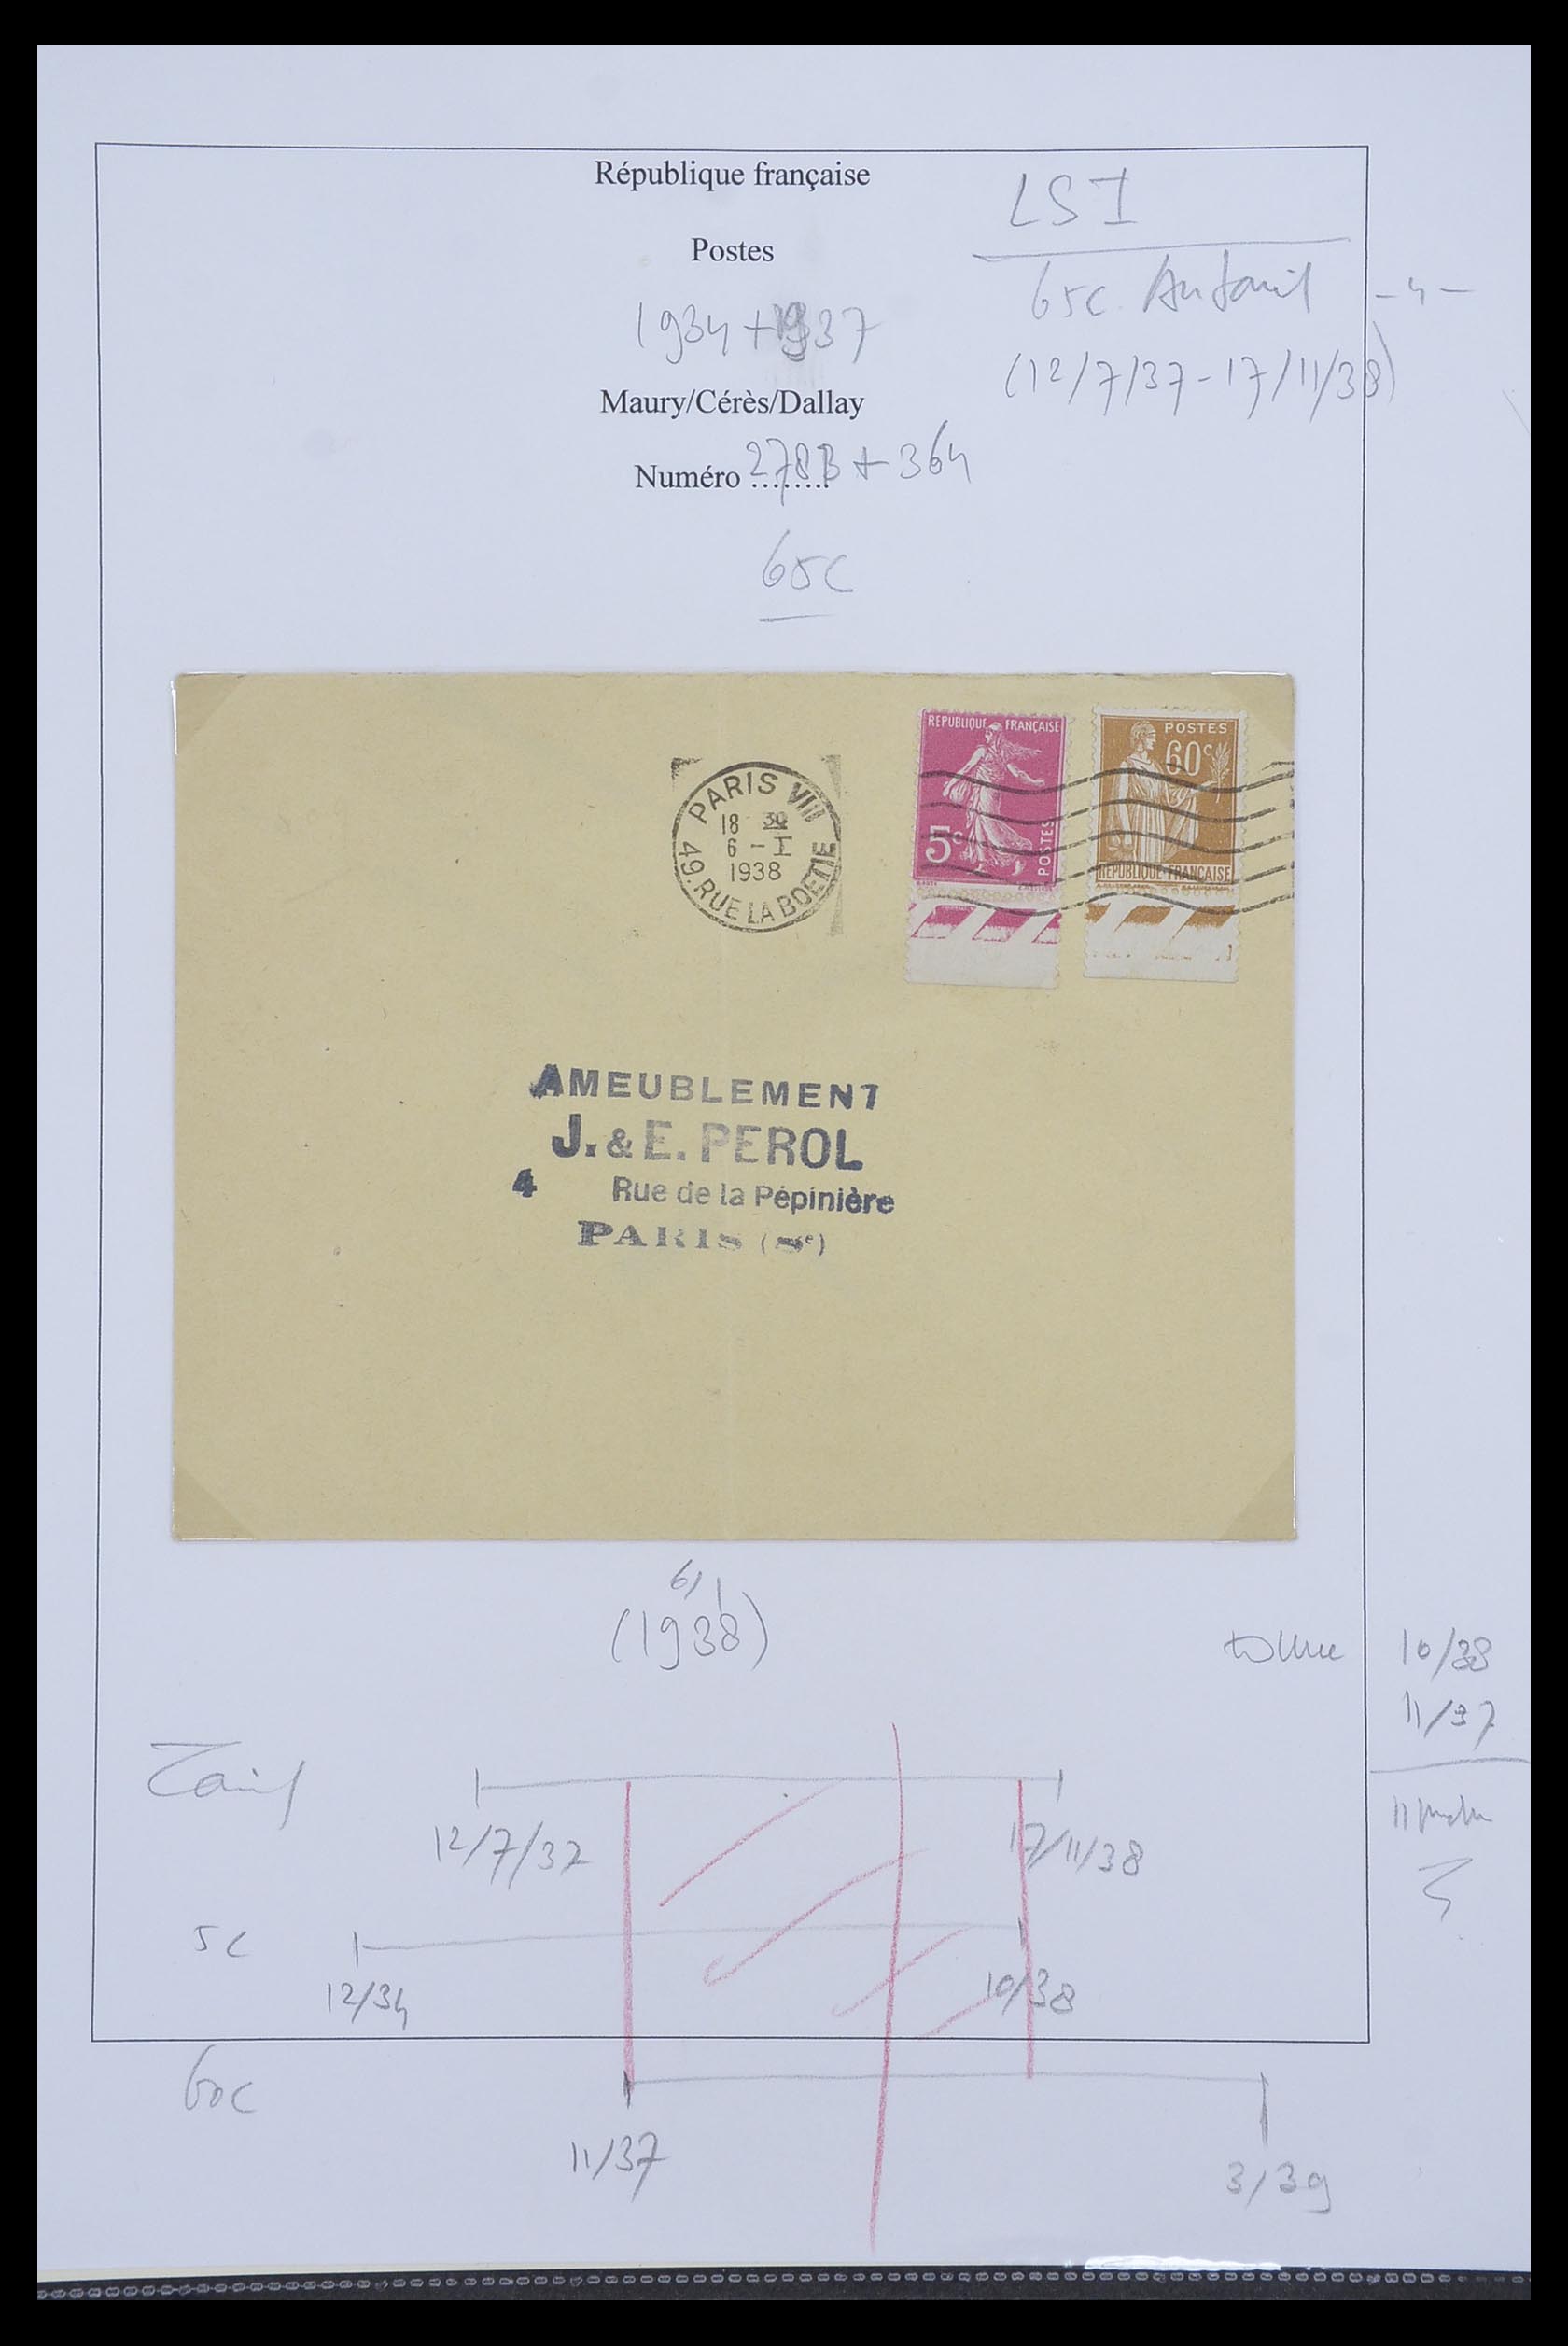 République française
LSI
Postes
65c.
1934 + 1937
(12/7/37-17/11/38)
Maury/Cérès/Dallay
Numéro ........ 278B + 364
65c
REPUBLIQUE FRANÇAISE
5c
POSTES
POSTES
60c
REPUBLIQUE FRANÇAISE
PARIS VIII
18 30
6 - I
1938
49. RUE LA BOETIE
AMEUBLEMENT
J. & E. PEROL
4 Rue de la Pépinière
PARIS (8e)
6/1
(1938)
10/38
11/37
Tarif
12/7/37
17/11/38
5c
12/34
10/38
60c
11/37
3/39